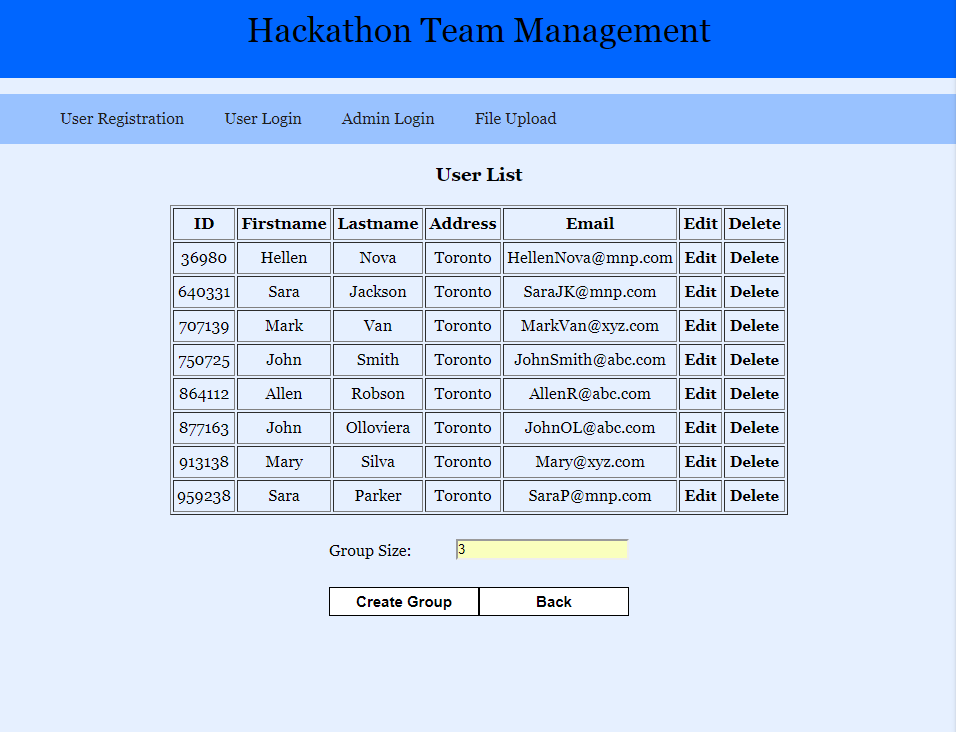 Hackathon Team Management
User Registration User Login Admin Login File Upload
User List
ID Firstname Lastname Address Email Edit Delete
36980 Hellen Nova Toronto HellenNova@mnp.com Edit Delete
640331 Sara Jackson Toronto SaraJK@mnp.com Edit Delete
707139 Mark Van Toronto MarkVan@xyz.com Edit Delete
750725 John Smith Toronto JohnSmith@abc.com Edit Delete
864112 Allen Robson Toronto AllenR@abc.com Edit Delete
877163 John Olloviera Toronto JohnOL@abc.com Edit Delete
913138 Mary Silva Toronto Mary@xyz.com Edit Delete
959238 Sara Parker Toronto SaraP@mnp.com Edit Delete
Group Size: 3
Create Group Back